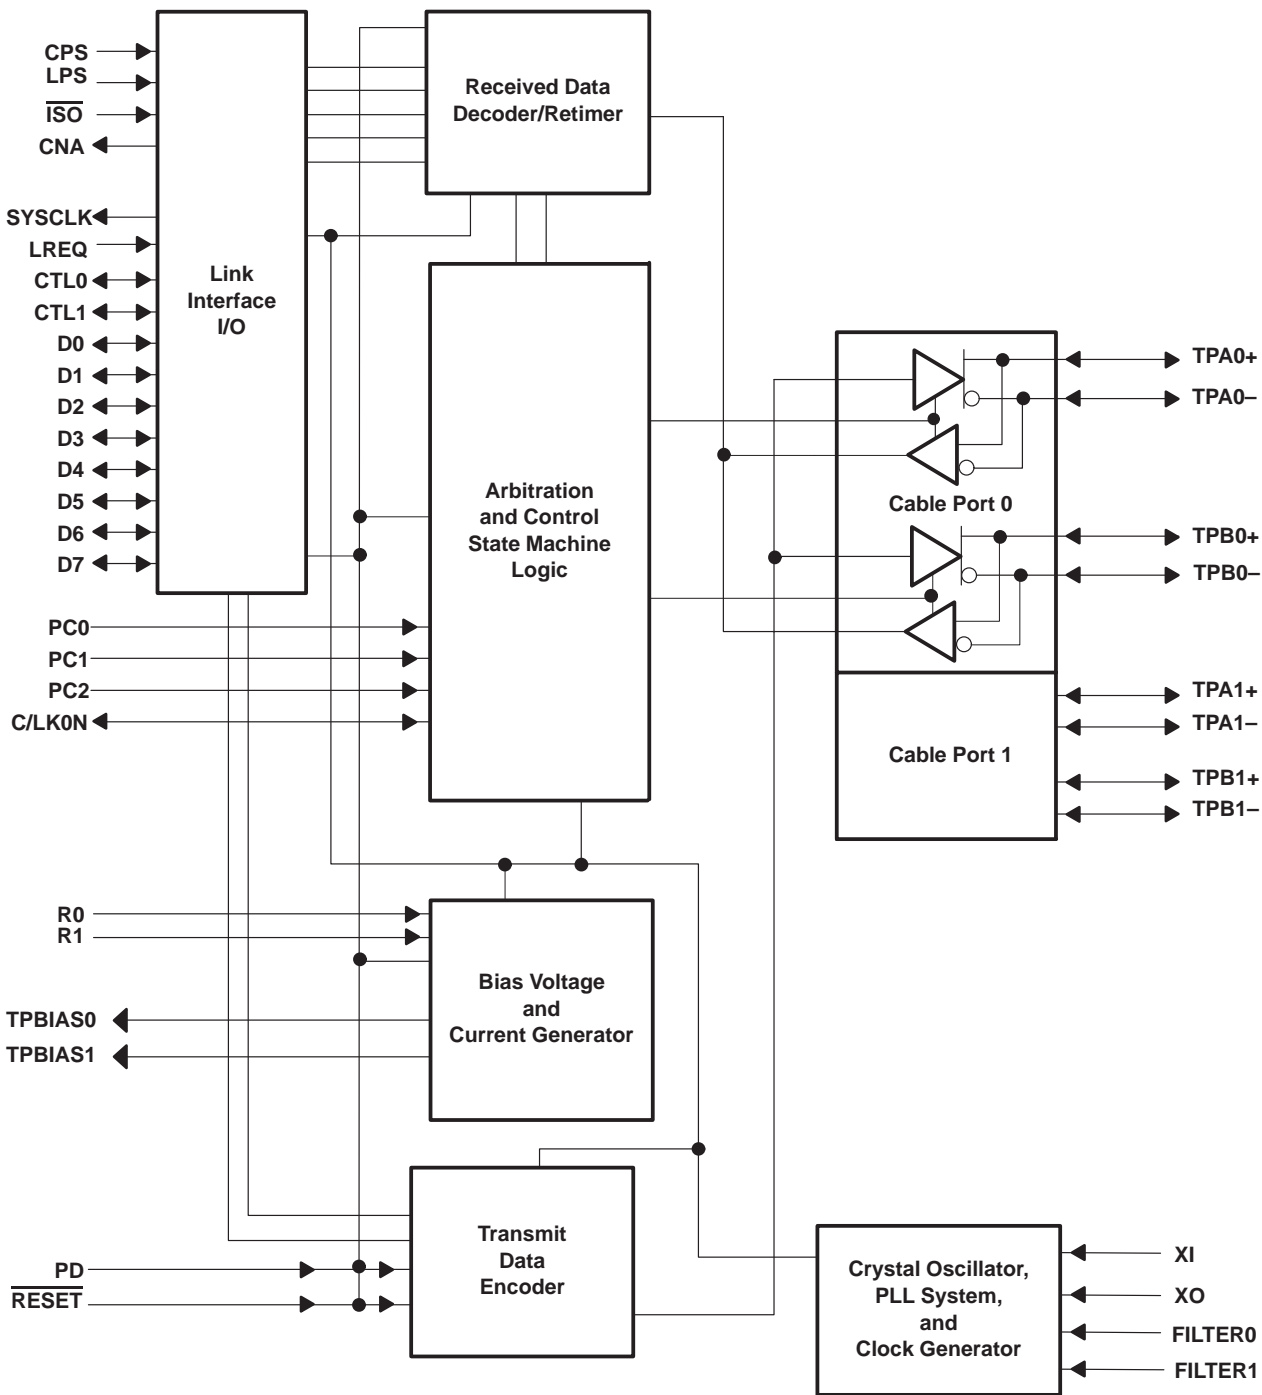 CPS
LPS
ISO
CNA
SYSCLK
LREQ
CTL0
CTL1
D0
D1
D2
D3
D4
D5
D6
D7
Link
Interface
I/O
Received Data
Decoder/Retimer
PC0
PC1
PC2
C/LK0N
Arbitration
and Control
State Machine
Logic
Cable Port 0
TPA0+
TPA0–
TPB0+
TPB0–
Cable Port 1
TPA1+
TPA1–
TPB1+
TPB1–
R0
R1
TPBIAS0
TPBIAS1
Bias Voltage
and
Current Generator
PD
RESET
Transmit
Data
Encoder
Crystal Oscillator,
PLL System,
and
Clock Generator
XI
XO
FILTER0
FILTER1